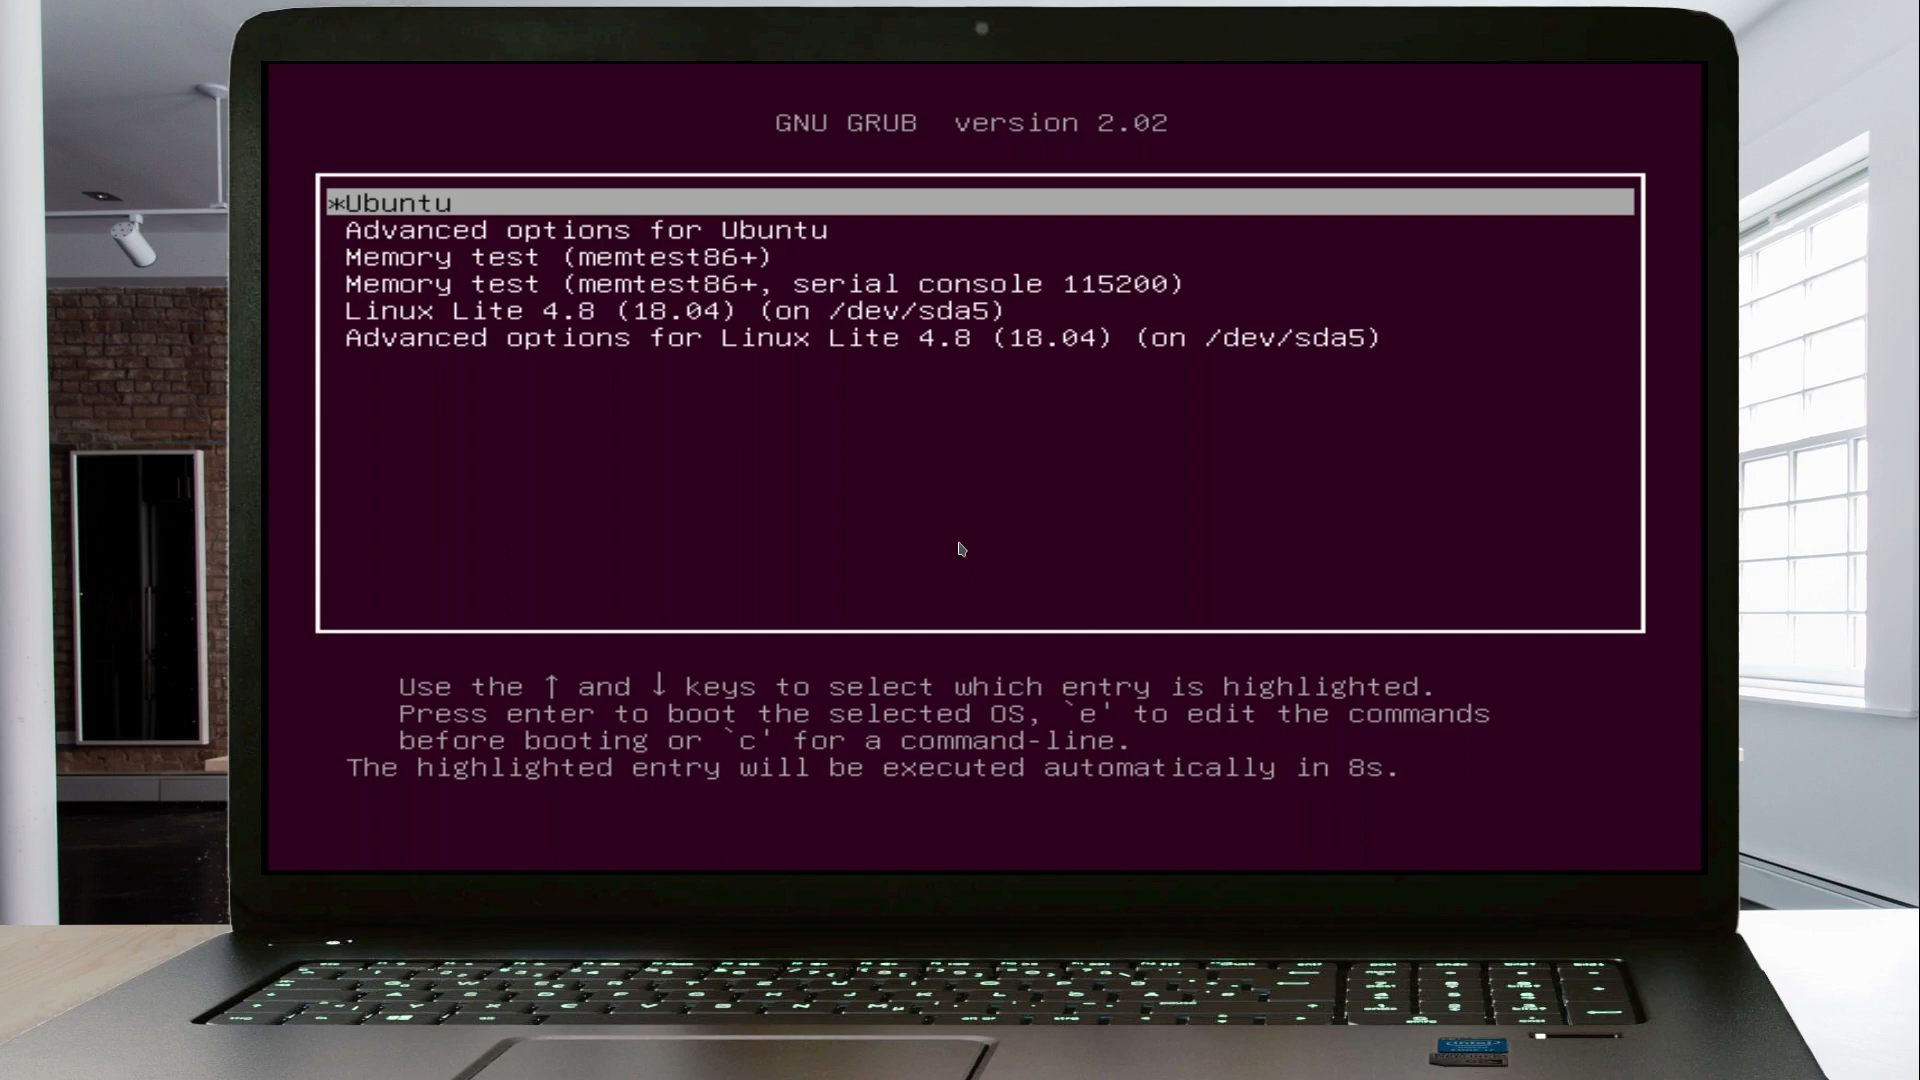 GNU GRUB  version 2.02
*Ubuntu
Advanced options for Ubuntu
Memory test (memtest86+)
Memory test (memtest86+, serial console 115200)
Linux Lite 4.8 (18.04) (on /dev/sda5)
Advanced options for Linux Lite 4.8 (18.04) (on /dev/sda5)
Use the ↑ and ↓ keys to select which entry is highlighted.
Press enter to boot the selected OS, `e' to edit the commands
before booting or `c' for a command-line.
The highlighted entry will be executed automatically in 8s.